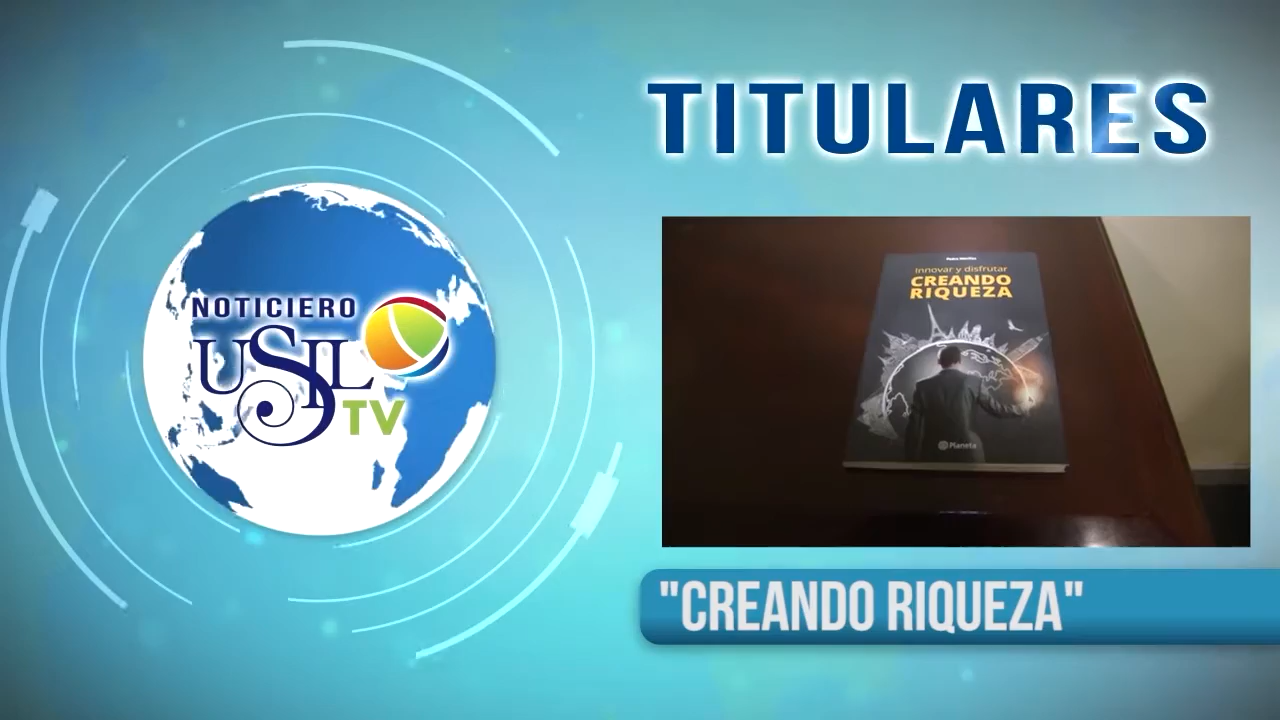 TITULARES
NOTICIERO
USIL
TV
Innovar y disfrutar
CREANDO
RIQUEZA
Planeta
"CREANDO RIQUEZA"